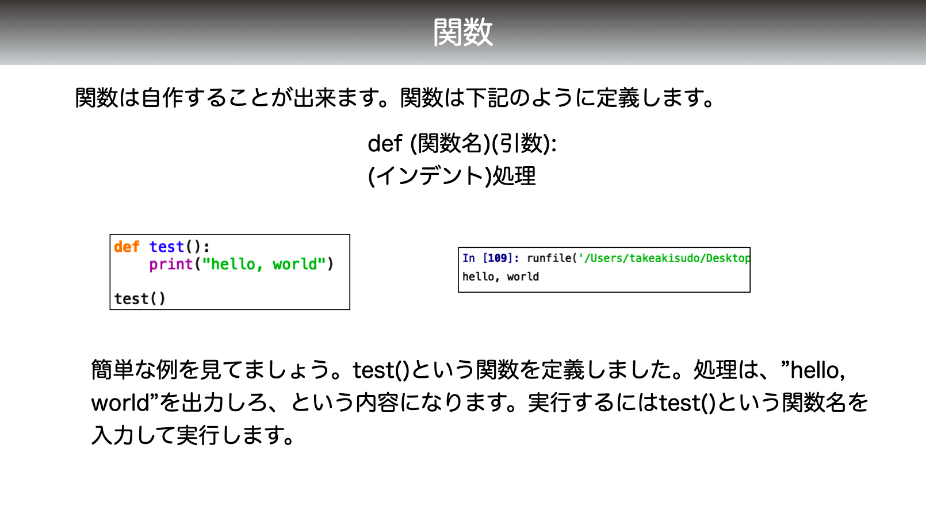 関数
関数は自作することが出来ます。関数は下記のように定義します。
def (関数名)(引数):
(インデント)処理
def test():
    print("hello, world")
test()
In [109]: runfile('/Users/takeakisudo/Desktop
hello, world
簡単な例を見てましょう。test()という関数を定義しました。処理は、”hello,
world”を出力しろ、という内容になります。実行するにはtest()という関数名を
入力して実行します。